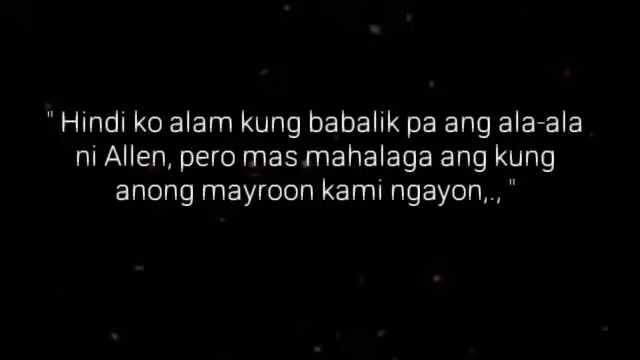 " Hindi ko alam kung babalik pa ang ala-ala
ni Allen, pero mas mahalaga ang kung
anong mayroon kami ngayon,., "